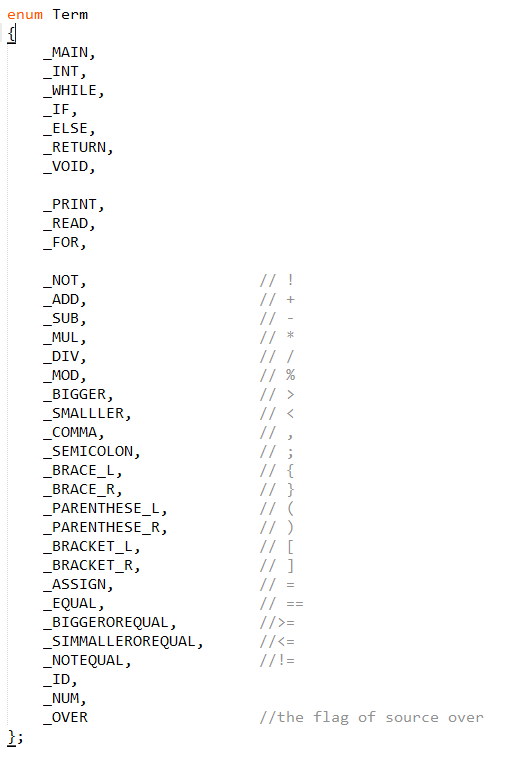 enum Term
{
_MAIN,
_INT,
_WHILE,
_IF,
_ELSE,
_RETURN,
_VOID,
_PRINT,
_READ,
_FOR,
_NOT, // !
_ADD, // +
_SUB, // -
_MUL, // *
_DIV, // /
_MOD, // %
_BIGGER, // >
_SMALLLER, // <
_COMMA, // ,
_SEMICOLON, // ;
_BRACE_L, // {
_BRACE_R, // }
_PARENTHESE_L, // (
_PARENTHESE_R, // )
_BRACKET_L, // [
_BRACKET_R, // ]
_ASSIGN, // =
_EQUAL, // ==
_BIGGEROREQUAL, //>=
_SIMMALLEROREQUAL, //<=
_NOTEQUAL, //!=
_ID,
_NUM,
_OVER //the flag of source over
};